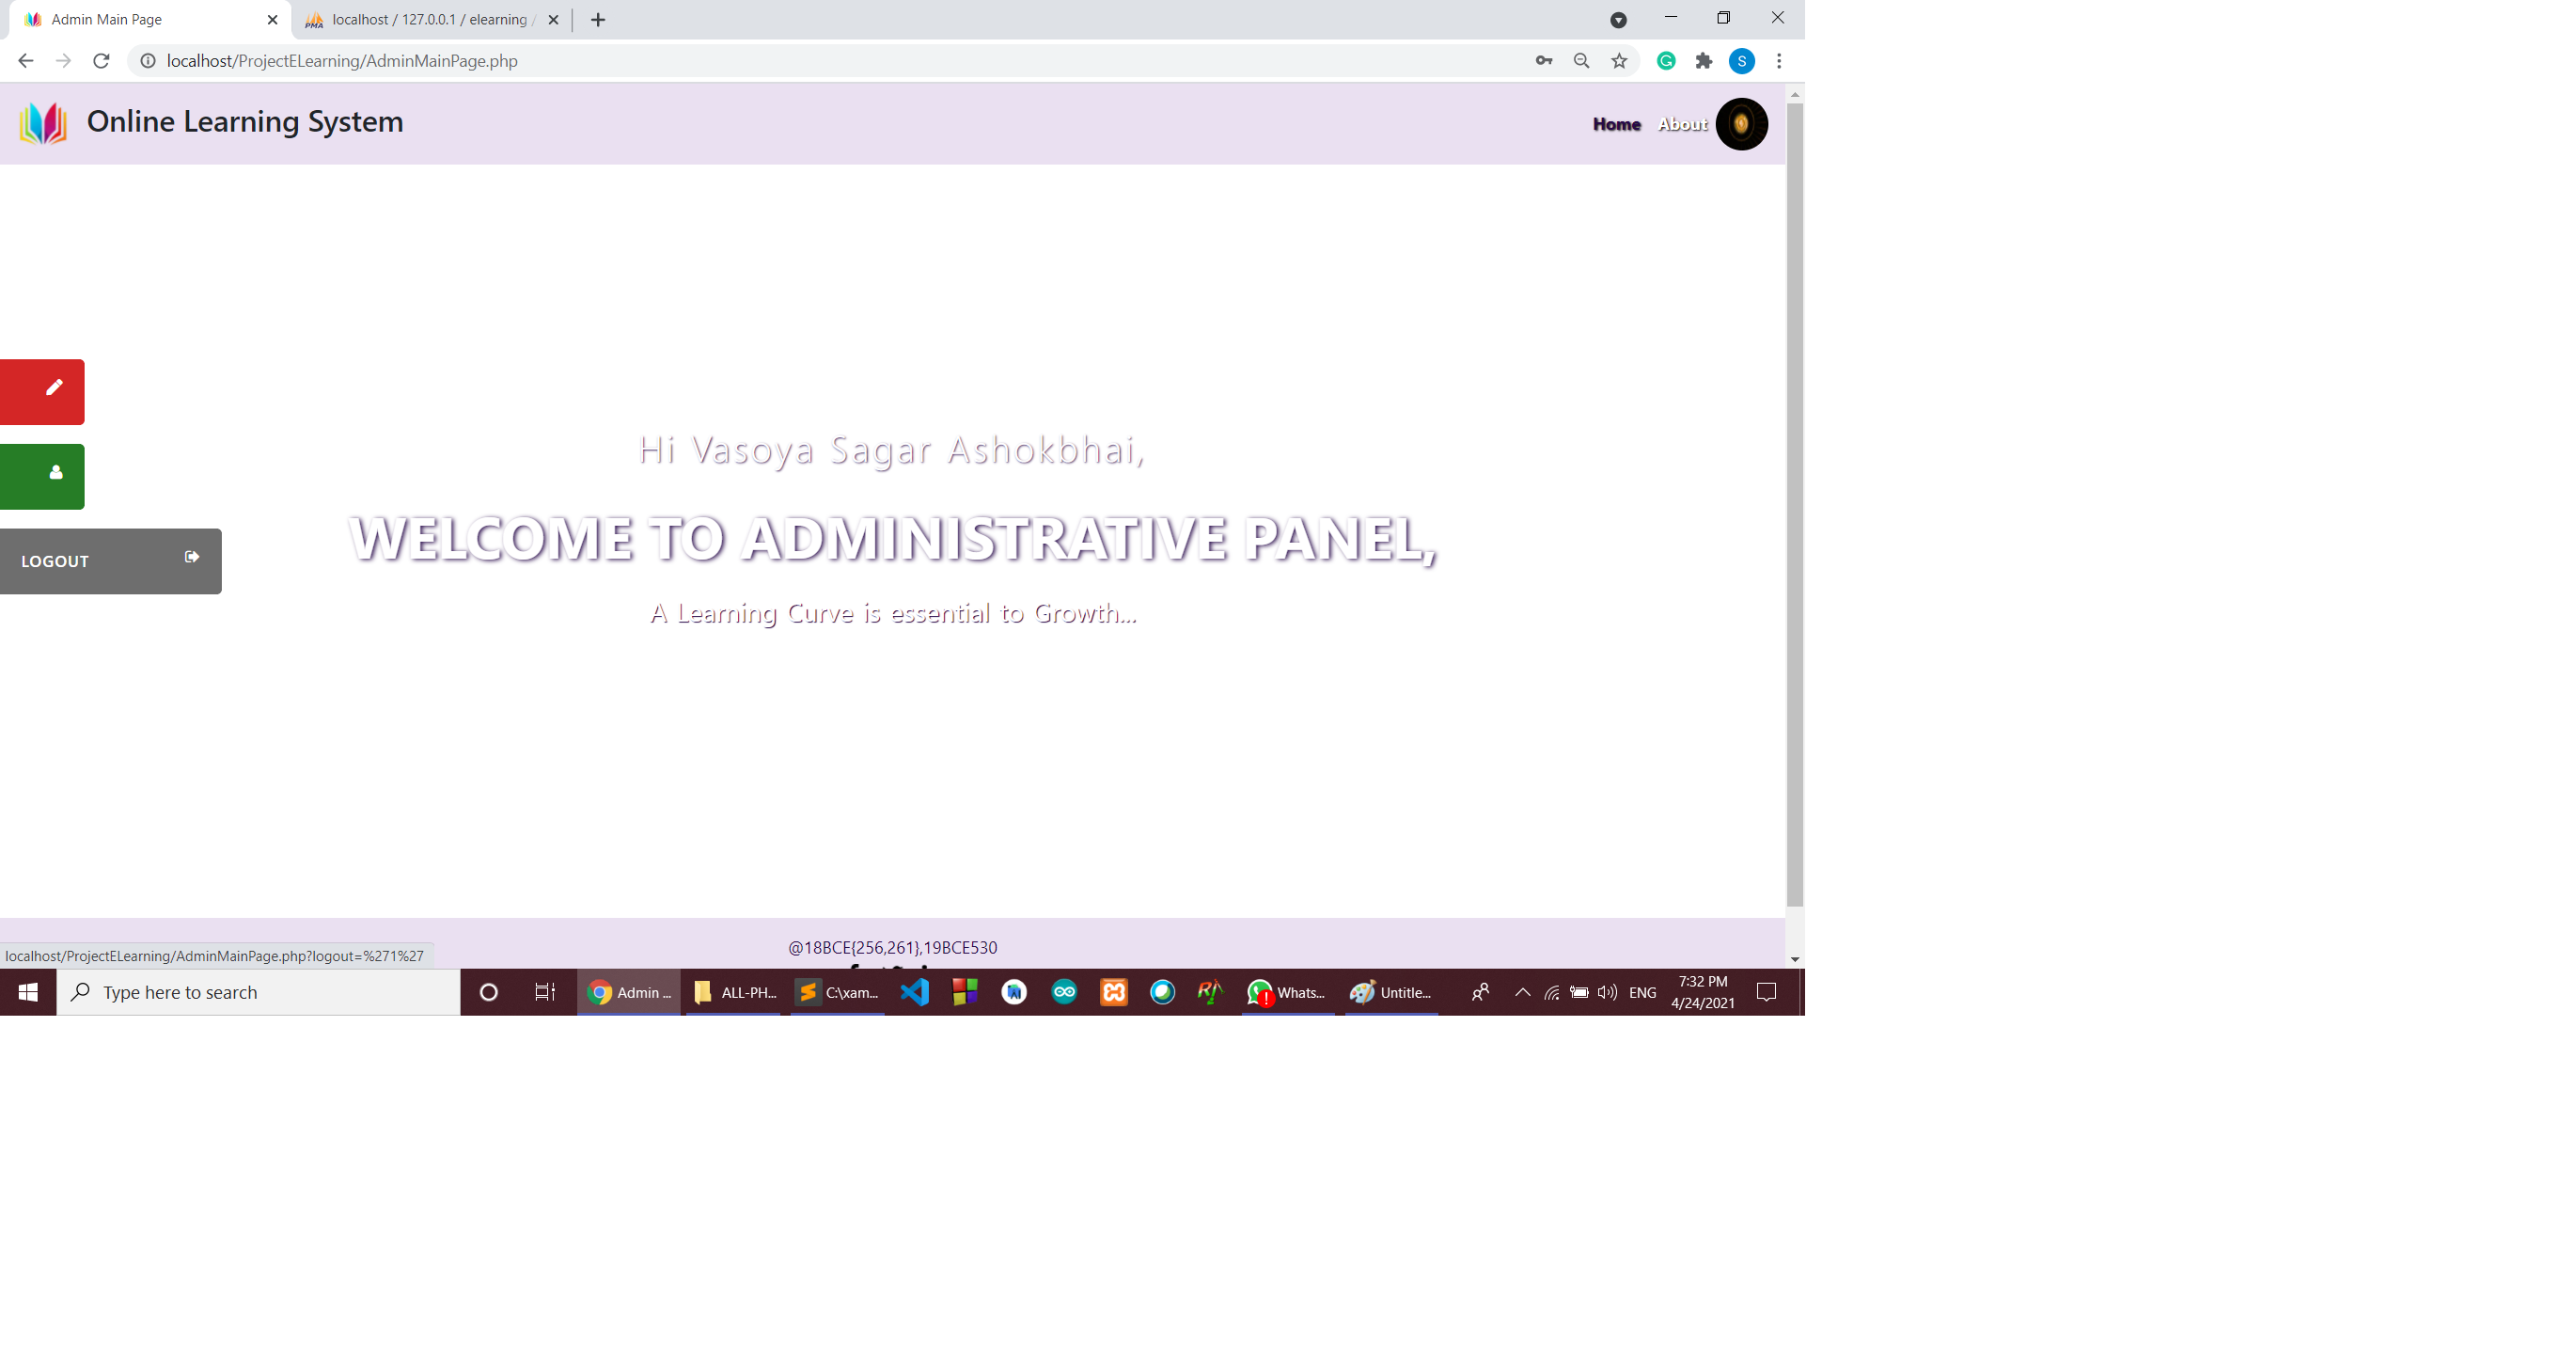 Admin Main Page
localhost / 127.0.0.1 / elearning /
localhost/ProjectELearning/AdminMainPage.php
S
Online Learning System
Home About
Hi Vasoya Sagar Ashokbhai,
WELCOME TO ADMINISTRATIVE PANEL,
LOGOUT
A Learning Curve is essential to Growth...
@18BCE{256,261},19BCE530
localhost/ProjectELearning/AdminMainPage.php?logout=%271%27
Type here to search
Admin ...
ALL-PH...
C:\xam...
Whats...
Untitle...
ENG
7:32 PM
4/24/2021